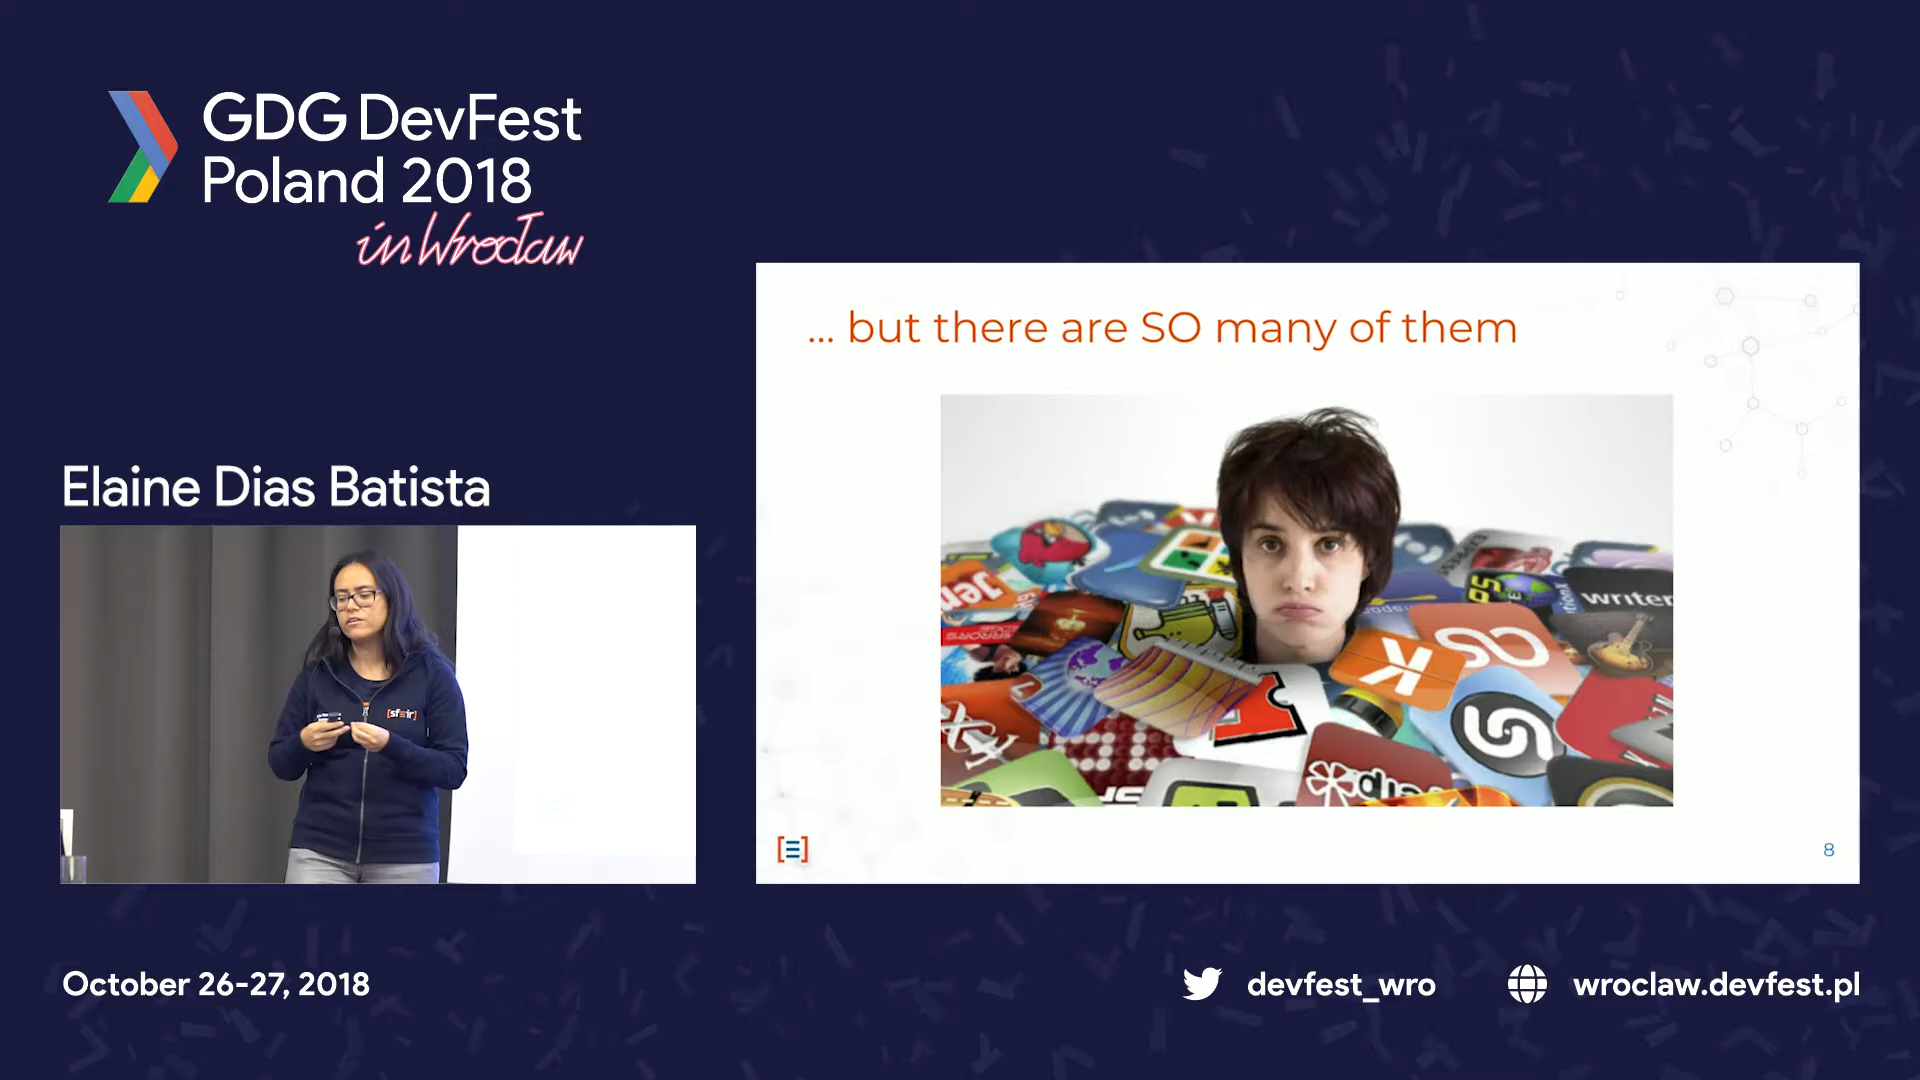 GDG DevFest
Poland 2018
in Wrocław
Elaine Dias Batista
[sfeir]
... but there are SO many of them
writer
K
8
October 26-27, 2018
devfest_wro
wroclaw.devfest.pl